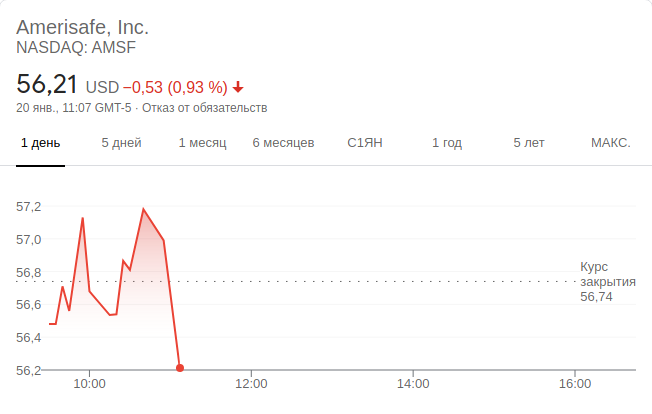 Amerisafe, Inc.
NASDAQ: AMSF
56,21 USD −0,53 (0,93 %)
20 янв., 11:07 GMT-5 · Отказ от обязательств
1 день 5 дней 1 месяц 6 месяцев С1ЯН 1 год 5 лет МАКС.
57,2
57,0
56,8
56,6
56,4
56,2
Курс
закрытия
56,74
10:00 12:00 14:00 16:00